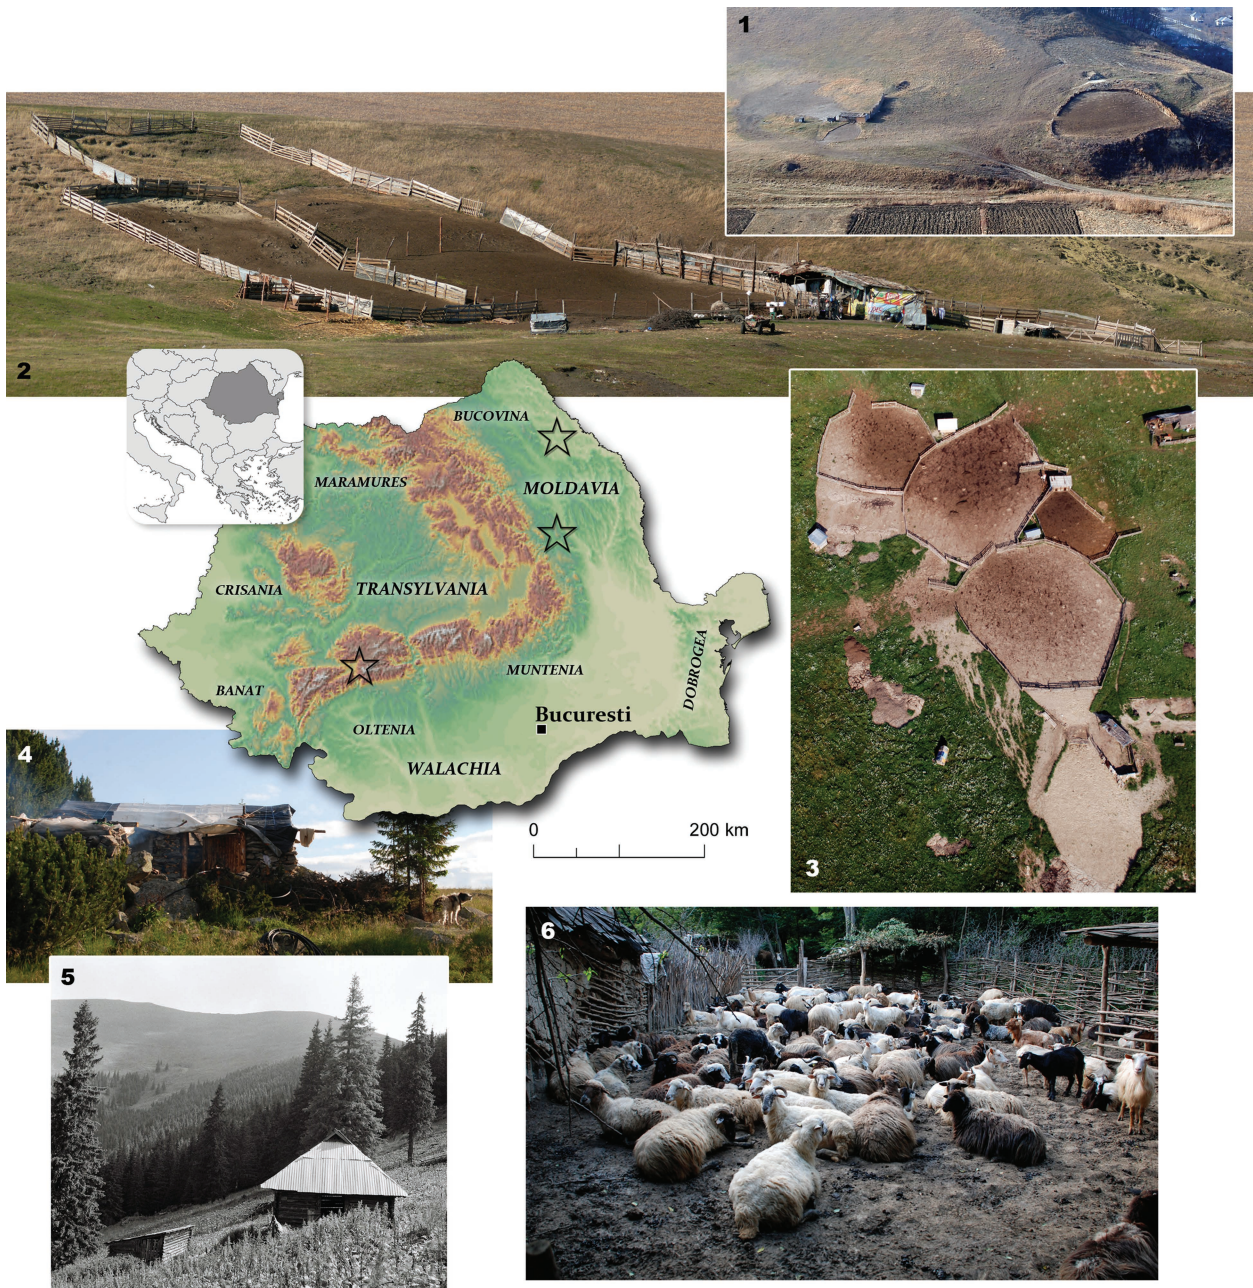 1
2
BUCOVINA
MARAMURES
MOLDAVIA
3
CRISANIA
TRANSYLVANIA
MUNTENIA
DOBROGEA
BANAT
OLTENIA
Bucuresti
WALACHIA
4
0
200 km
5
6